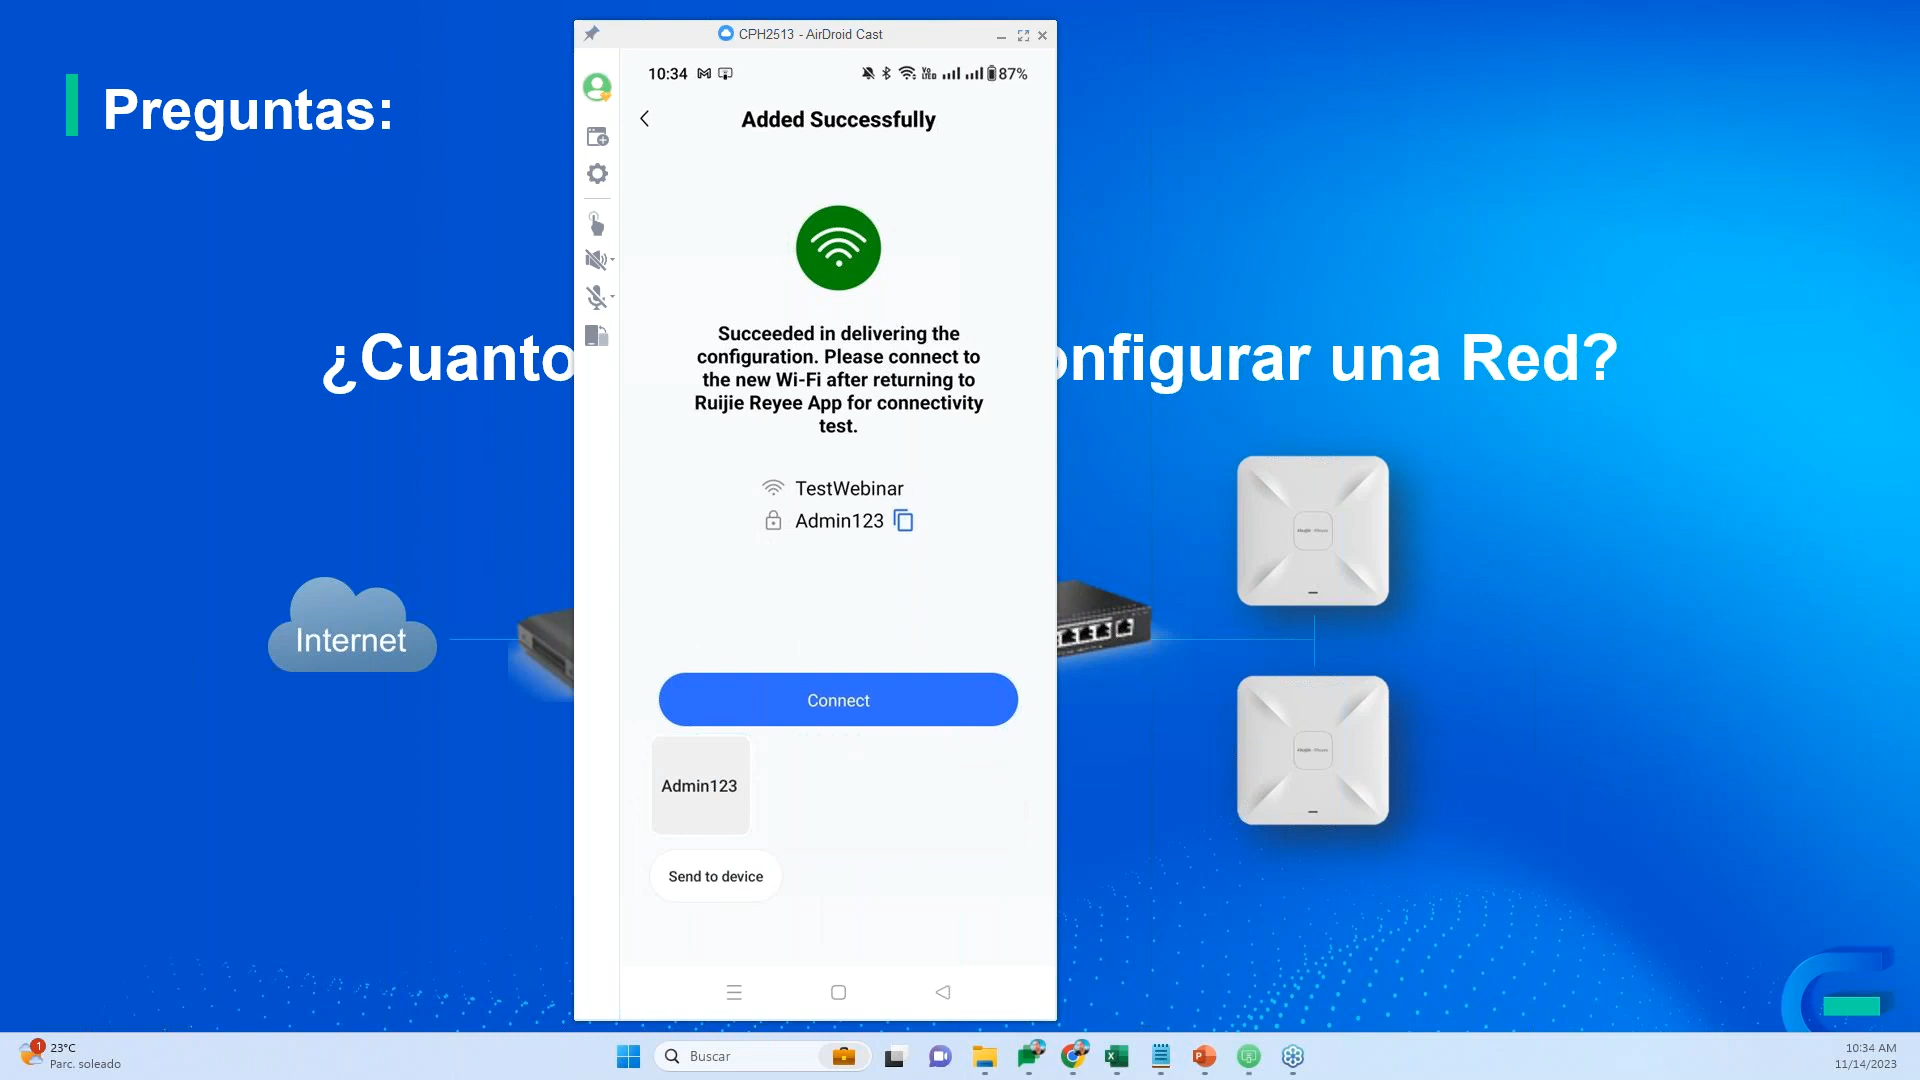 CPH2513 - AirDroid Cast
Preguntas:
10:34
87%
Added Successfully
Succeeded in delivering the
configuration. Please connect to
the new Wi-Fi after returning to
Ruijie Reyee App for connectivity
test.
¿Cuanto
onfigurar una Red?
TestWebinar
Admin123
Internet
Connect
Admin123
Send to device
1
23°C
Parc. soleado
Buscar
10:34 AM
11/14/2023